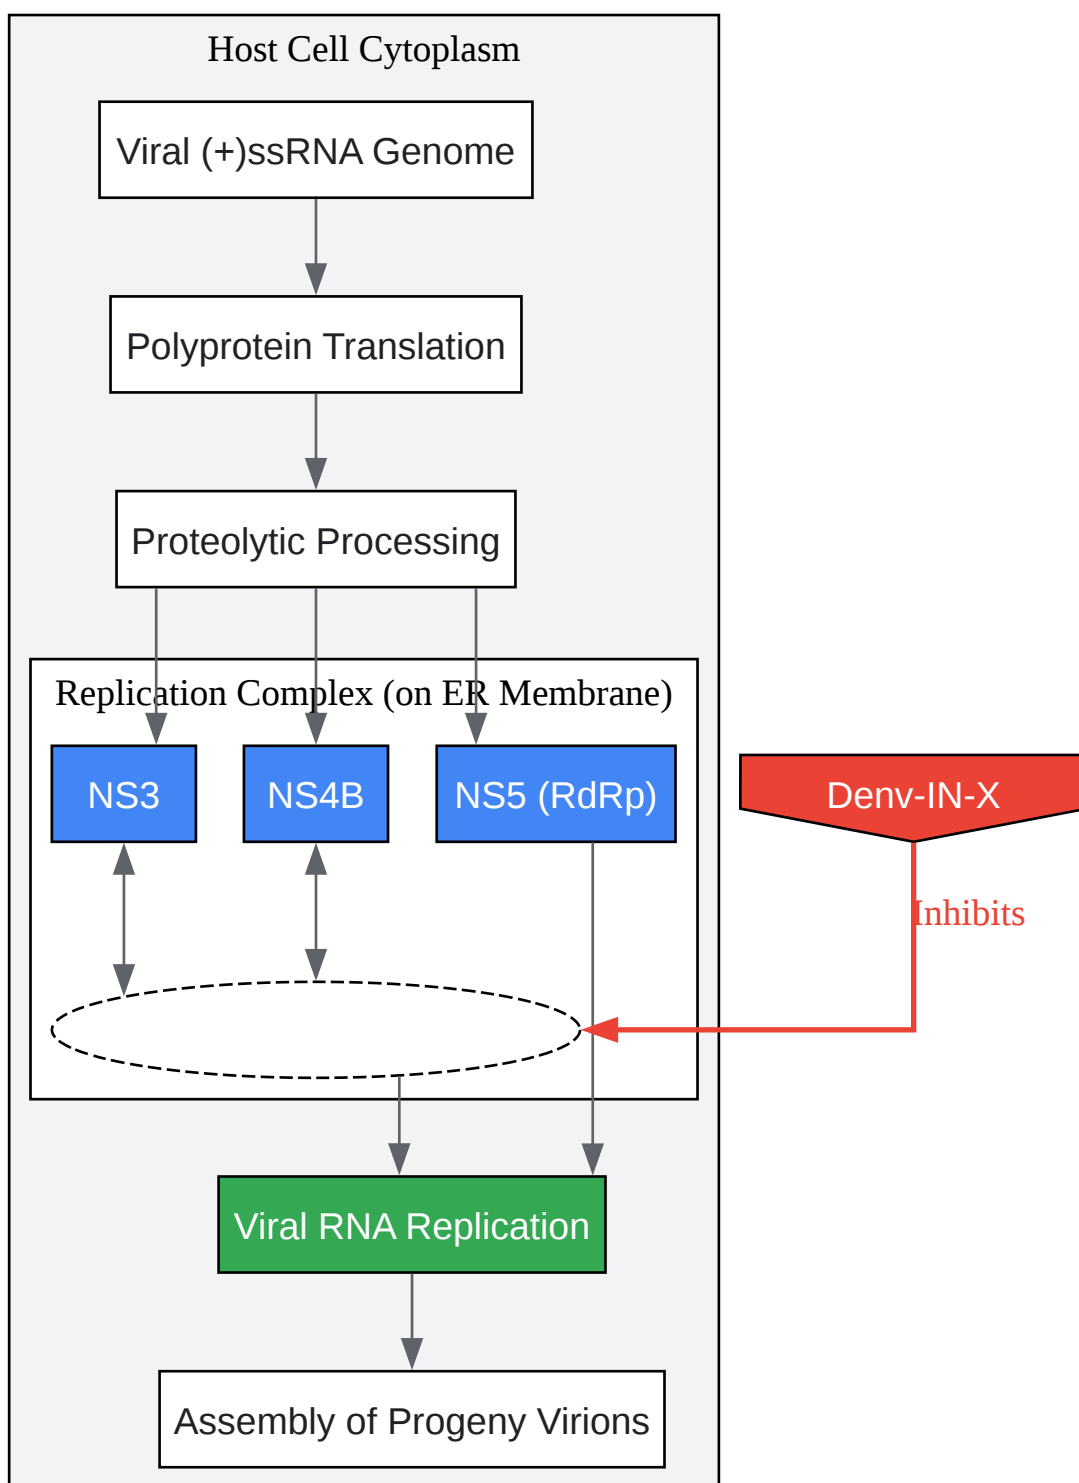 Host Cell Cytoplasm
Viral (+)ssRNA Genome
Polyprotein Translation
Proteolytic Processing
Replication Complex (on ER Membrane)
NS3
NS4B
NS5 (RdRp)
Denv-IN-X
Inhibits
Viral RNA Replication
Assembly of Progeny Virions